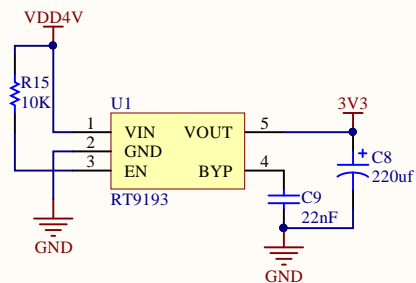 VDD4V
R15
10K
U1
1 VIN VOUT 5
2 GND
3 EN BYP 4
RT9193
GND
3V3
C8
220uf
C9
22nF
GND